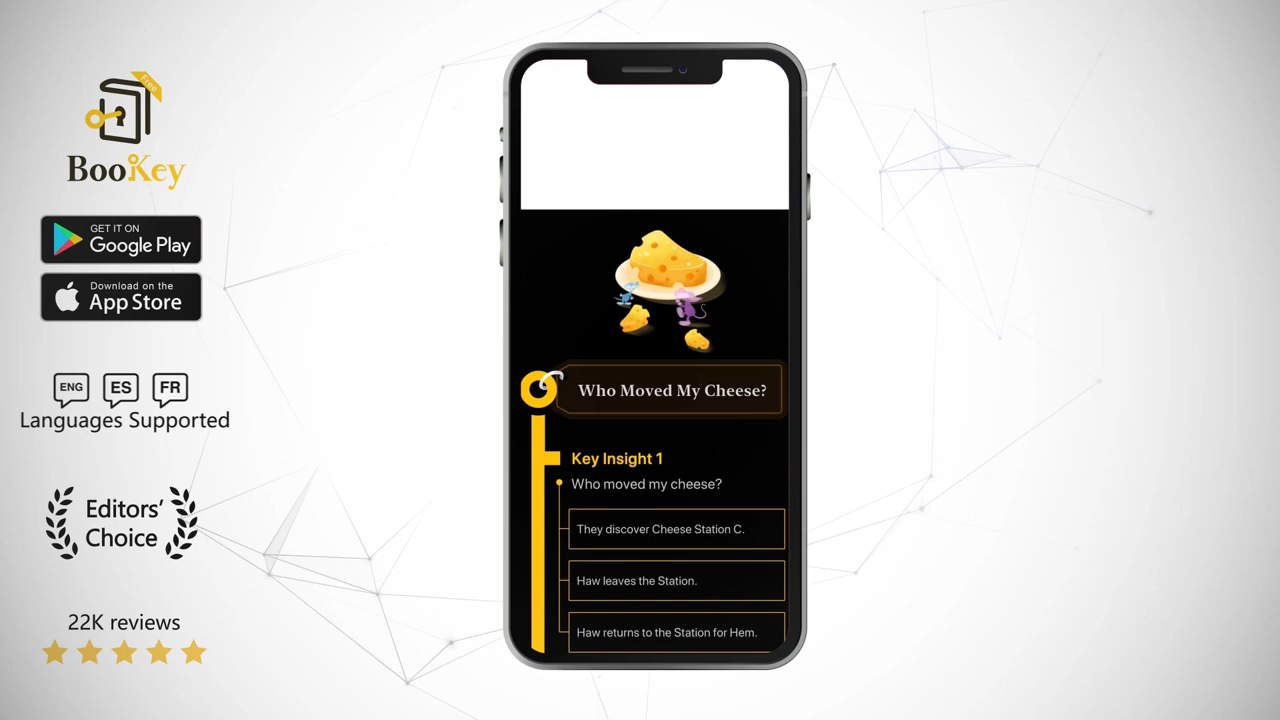 Free
BooKey
GET IT ON
Google Play
Download on the
App Store
ENG ES FR
Languages Supported
Editors'
Choice
22K reviews
Who Moved My Cheese?
Key Insight 1
Who moved my cheese?
They discover Cheese Station C.
Haw leaves the Station.
Haw returns to the Station for Hem.